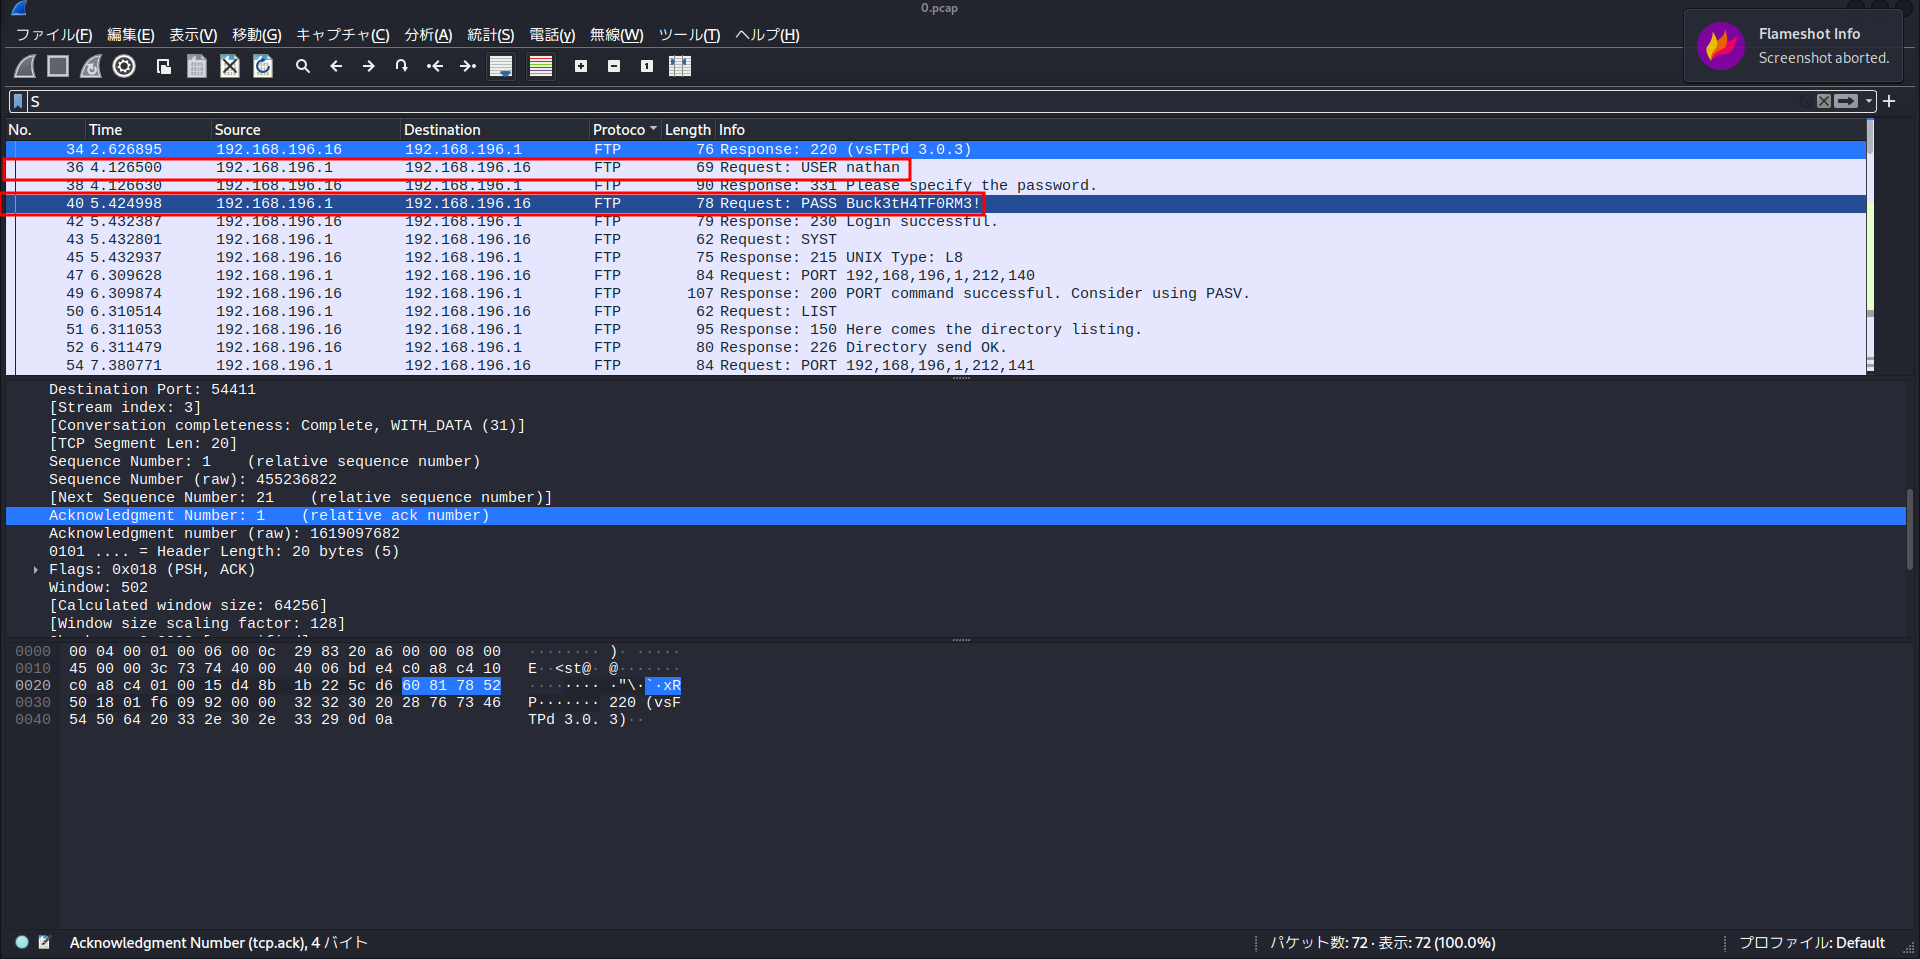 0.pcap
ファイル(F) 編集(E) 表示(V) 移動(G) キャプチャ(C) 分析(A) 統計(S) 電話(y) 無線(W) ツール(T) ヘルプ(H)
Flameshot Info
Screenshot aborted.
S
No. Time Source Destination Protoco Length Info
34 2.626895 192.168.196.16 192.168.196.1 FTP 76 Response: 220 (vsFTPd 3.0.3)
36 4.126500 192.168.196.1 192.168.196.16 FTP 69 Request: USER nathan
38 4.126630 192.168.196.16 192.168.196.1 FTP 90 Response: 331 Please specify the password.
40 5.424998 192.168.196.1 192.168.196.16 FTP 78 Request: PASS Buck3tH4TF0RM3!
42 5.432387 192.168.196.16 192.168.196.1 FTP 79 Response: 230 Login successful.
43 5.432801 192.168.196.1 192.168.196.16 FTP 62 Request: SYST
45 5.432937 192.168.196.16 192.168.196.1 FTP 75 Response: 215 UNIX Type: L8
47 6.309628 192.168.196.1 192.168.196.16 FTP 84 Request: PORT 192,168,196,1,212,140
49 6.309874 192.168.196.16 192.168.196.1 FTP 107 Response: 200 PORT command successful. Consider using PASV.
50 6.310514 192.168.196.1 192.168.196.16 FTP 62 Request: LIST
51 6.311053 192.168.196.16 192.168.196.1 FTP 95 Response: 150 Here comes the directory listing.
52 6.311479 192.168.196.16 192.168.196.1 FTP 80 Response: 226 Directory send OK.
54 7.380771 192.168.196.1 192.168.196.16 FTP 84 Request: PORT 192,168,196,1,212,141
Destination Port: 54411
[Stream index: 3]
[Conversation completeness: Complete, WITH_DATA (31)]
[TCP Segment Len: 20]
Sequence Number: 1 (relative sequence number)
Sequence Number (raw): 455236822
[Next Sequence Number: 21 (relative sequence number)]
Acknowledgment Number: 1 (relative ack number)
Acknowledgment number (raw): 1619097682
0101 .... = Header Length: 20 bytes (5)
Flags: 0x018 (PSH, ACK)
Window: 502
[Calculated window size: 64256]
[Window size scaling factor: 128]
0000 00 04 00 01 00 06 00 0c 29 83 20 a6 00 00 08 00 ········ )· ·····
0010 45 00 00 3c 73 74 40 00 40 06 bd e4 c0 a8 c4 10 E··<st@· @·······
0020 c0 a8 c4 01 00 15 d4 8b 1b 22 5c d6 60 81 78 52 ········ ·"\·`·xR
0030 50 18 01 f6 09 92 00 00 32 32 30 20 28 76 73 46 P······· 220 (vsF
0040 54 50 64 20 33 2e 30 2e 33 29 0d 0a TPd 3.0. 3)··
Acknowledgment Number (tcp.ack), 4 バイト パケット数: 72 · 表示: 72 (100.0%) プロファイル: Default